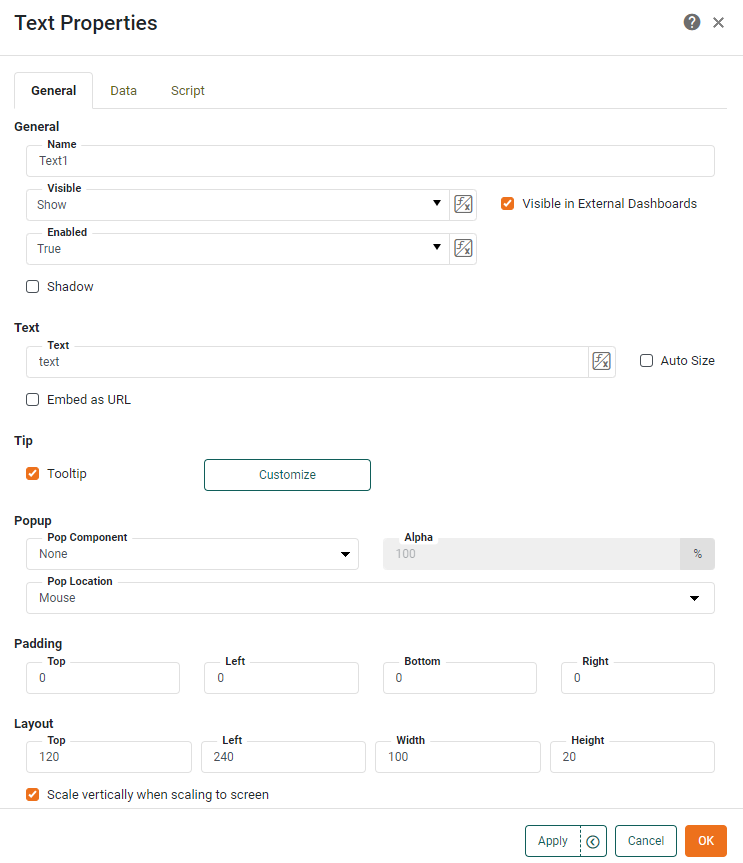 Text Properties
General Data Script
General
Name
Text1
Visible
Show
Visible in External Dashboards
Enabled
True
Shadow
Text
Text
text
Auto Size
Embed as URL
Tip
Tooltip
Customize
Popup
Pop Component
None
Alpha
100 %
Pop Location
Mouse
Padding
Top Left Bottom Right
0 0 0 0
Layout
Top Left Width Height
120 240 100 20
Scale vertically when scaling to screen
Apply Cancel OK